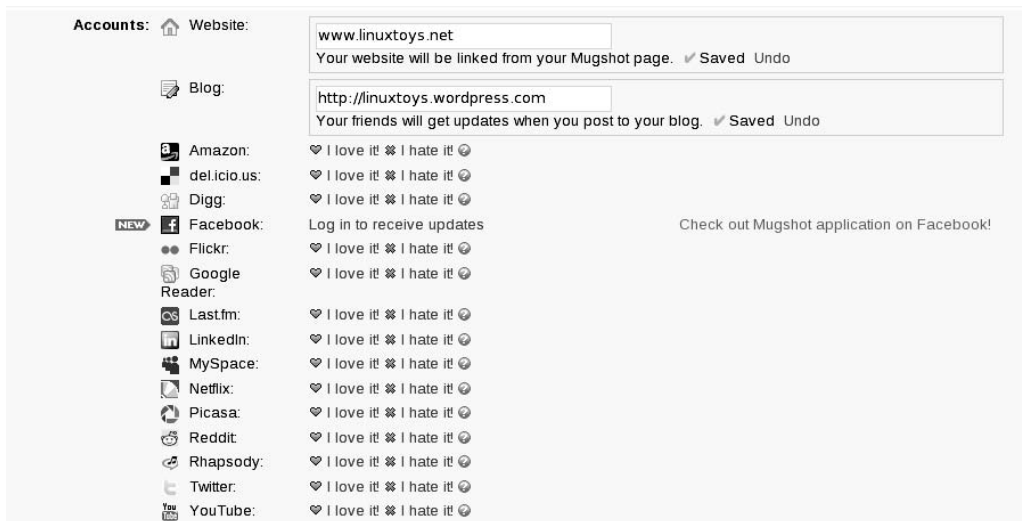 Accounts: Website: www.linuxtoys.net
Your website will be linked from your Mugshot page. ✔ Saved Undo
Blog: http://linuxtoys.wordpress.com
Your friends will get updates when you post to your blog. ✔ Saved Undo
Amazon: I love it! I hate it! ?
del.icio.us: I love it! I hate it! ?
Digg: I love it! I hate it! ?
NEW Facebook: Log in to receive updates Check out Mugshot application on Facebook!
Flickr: I love it! I hate it! ?
Google I love it! I hate it! ?
Reader:
Last.fm: I love it! I hate it! ?
LinkedIn: I love it! I hate it! ?
MySpace: I love it! I hate it! ?
Netflix: I love it! I hate it! ?
Picasa: I love it! I hate it! ?
Reddit: I love it! I hate it! ?
Rhapsody: I love it! I hate it! ?
Twitter: I love it! I hate it! ?
You Tube YouTube: I love it! I hate it! ?